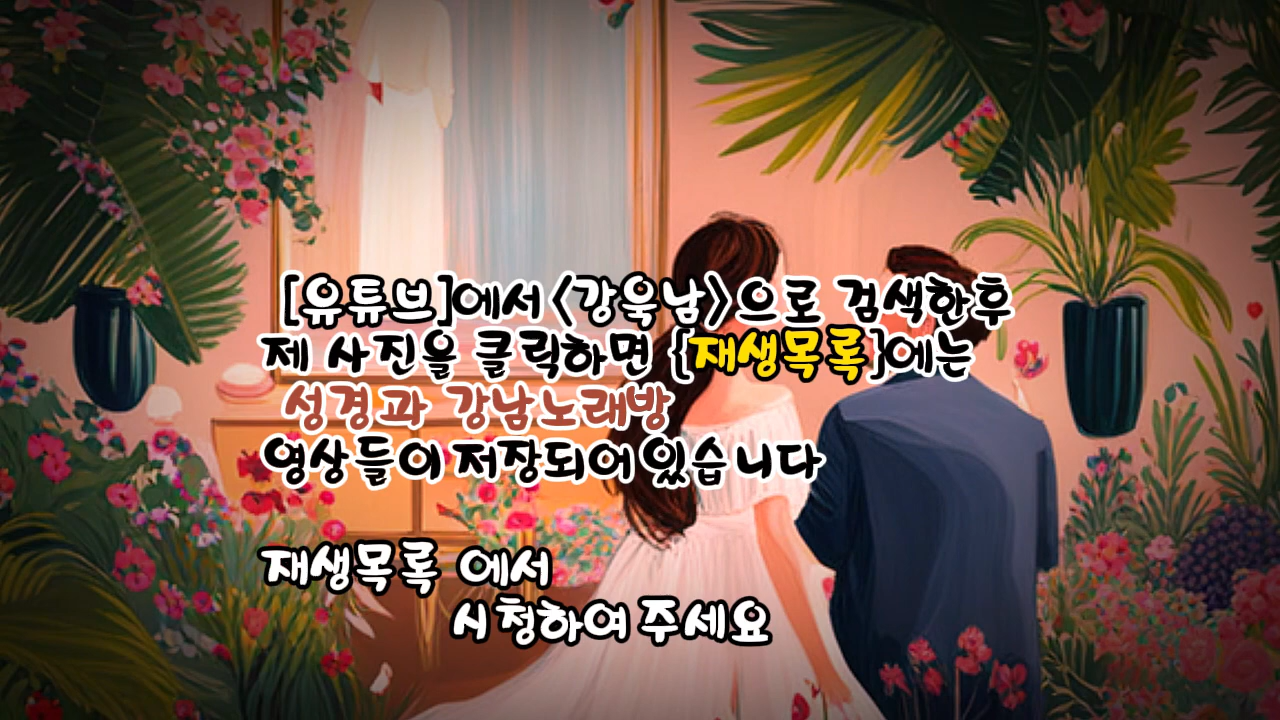 [유튜브]에서<강욱남>으로 검색한후
제 사진을 클릭하면 {재생목록}에는
성경과 강남노래방
영상들이 저장되어있습니다
재생목록 에서
시청하여주세요